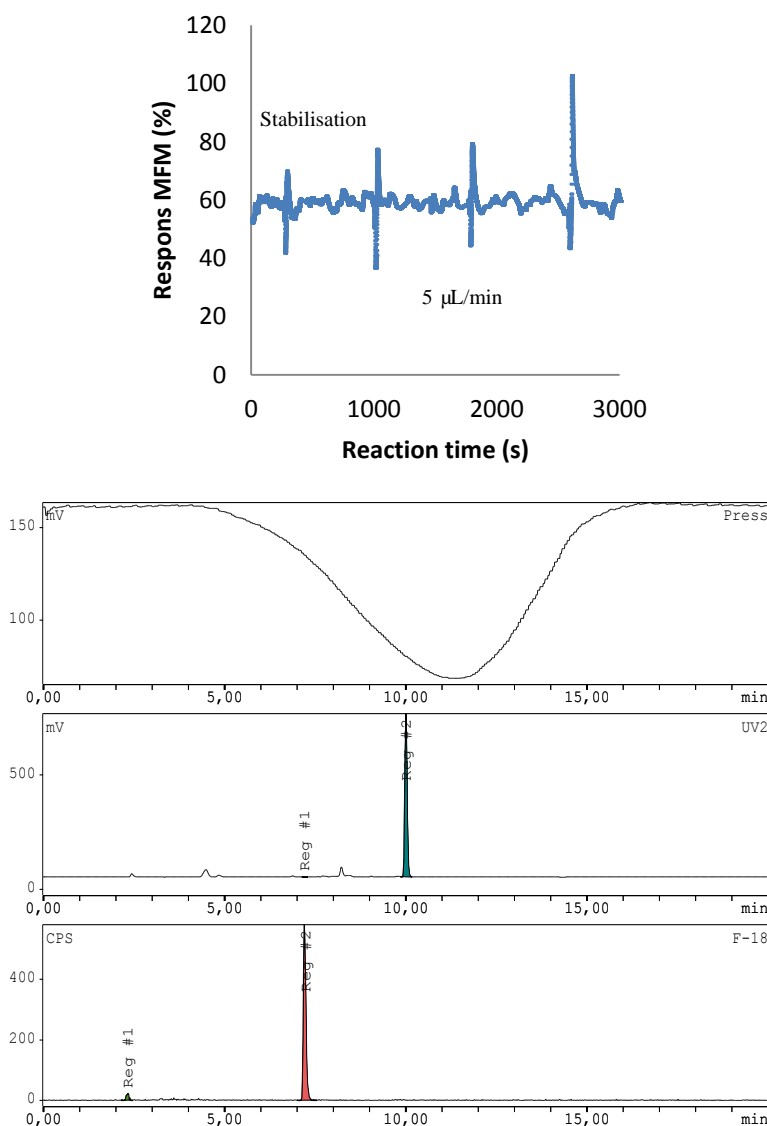 120
100
80
60
40
20
0
Respons MFM (%)
Stabilisation
5 µL/min
0 1000 2000 3000
Reaction time (s)
mV Press
150
100
0,00 5,00 10,00 15,00 min
mV UV2
500
0
Reg #1
Reg #2
0,00 5,00 10,00 15,00 min
CPS F-18
400
200
0
Reg #1
Reg #2
0,00 5,00 10,00 15,00 min